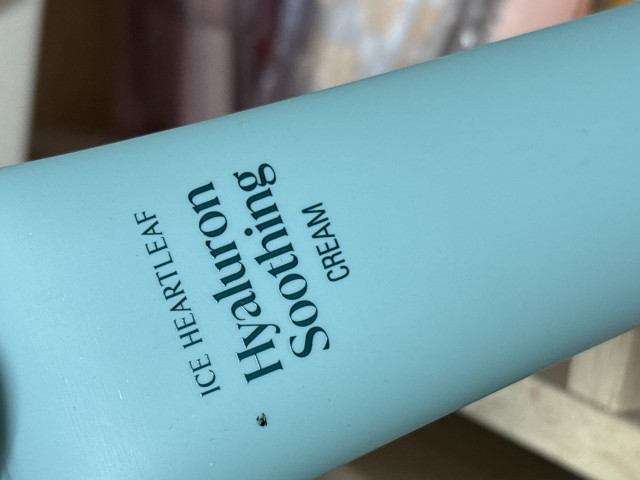 ICE HEARTLEAF
Hyaluron
Soothing
CREAM